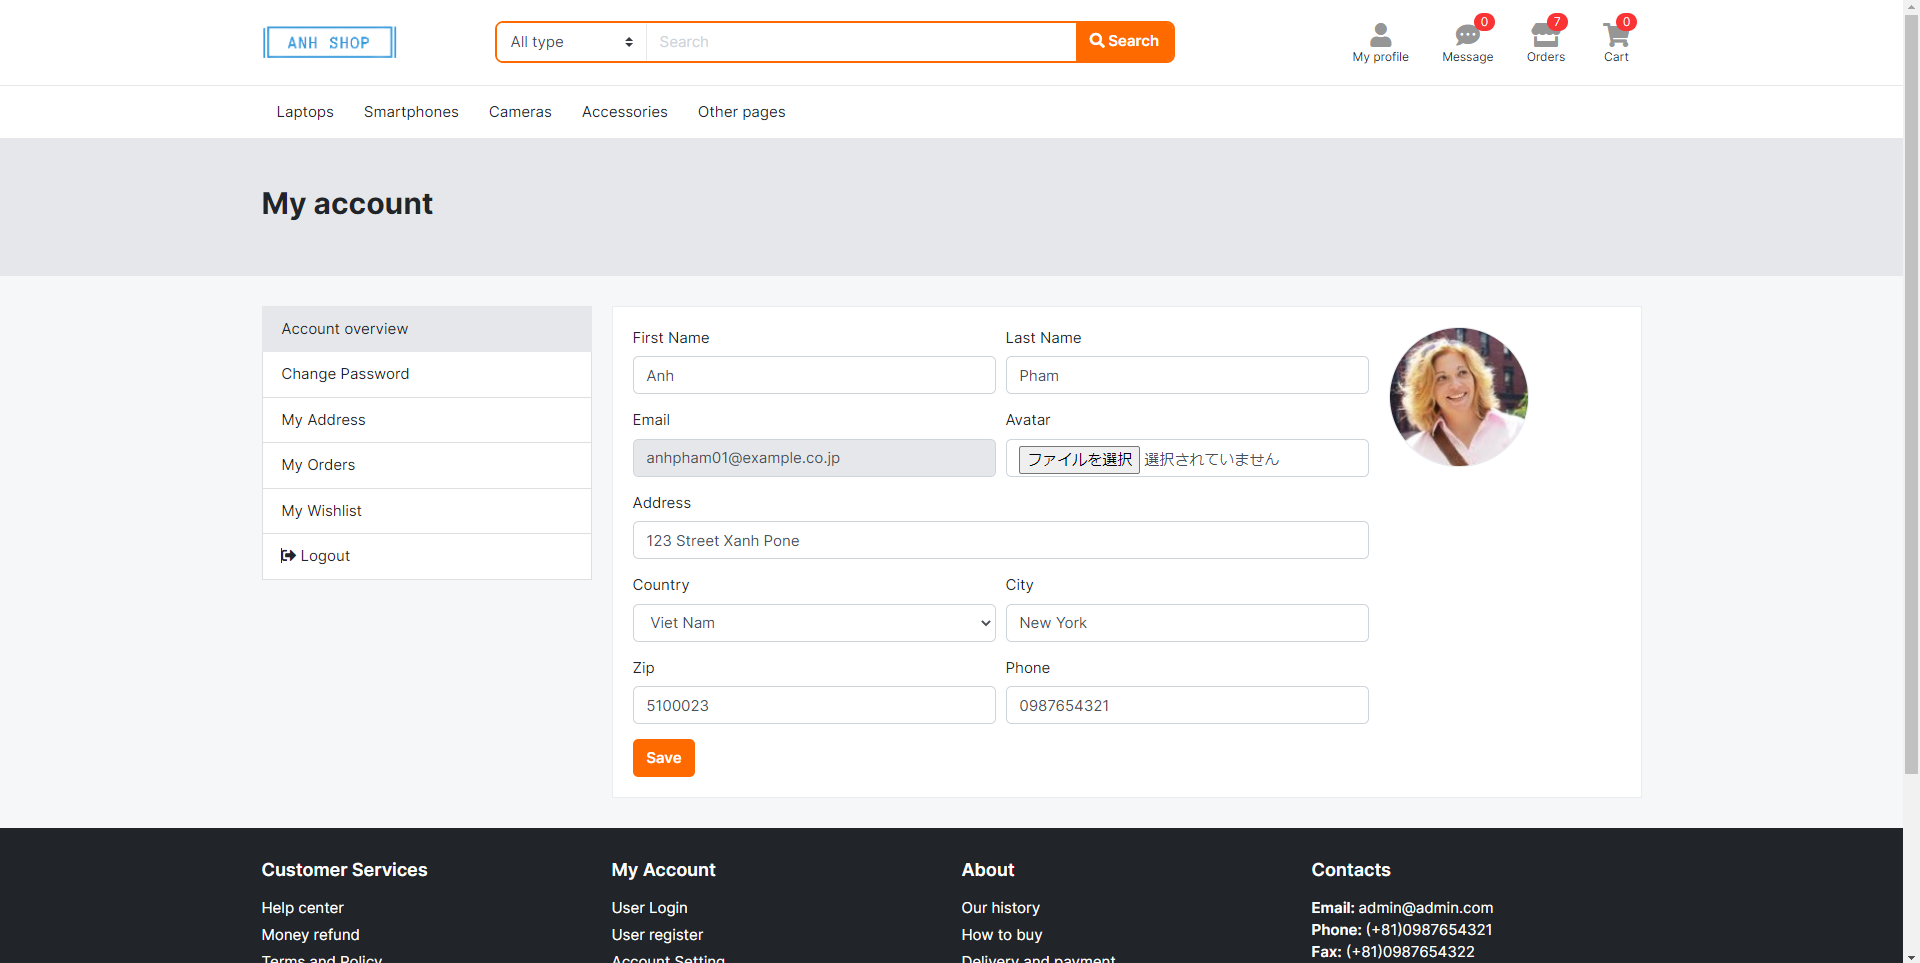 ANH SHOP
All type
Search
Search
My profile
0
Message
7
Orders
0
Cart
Laptops
Smartphones
Cameras
Accessories
Other pages
My account
Account overview
Change Password
My Address
My Orders
My Wishlist
Logout
First Name
Last Name
Anh
Pham
Email
Avatar
anhpham01@example.co.jp
ファイルを選択 選択されていません
Address
123 Street Xanh Pone
Country
City
Viet Nam
New York
Zip
Phone
5100023
0987654321
Save
Customer Services
Help center
Money refund
Terms and Policy
My Account
User Login
User register
Account Setting
About
Our history
How to buy
Delivery and payment
Contacts
Email: admin@admin.com
Phone: (+81)0987654321
Fax: (+81)0987654322